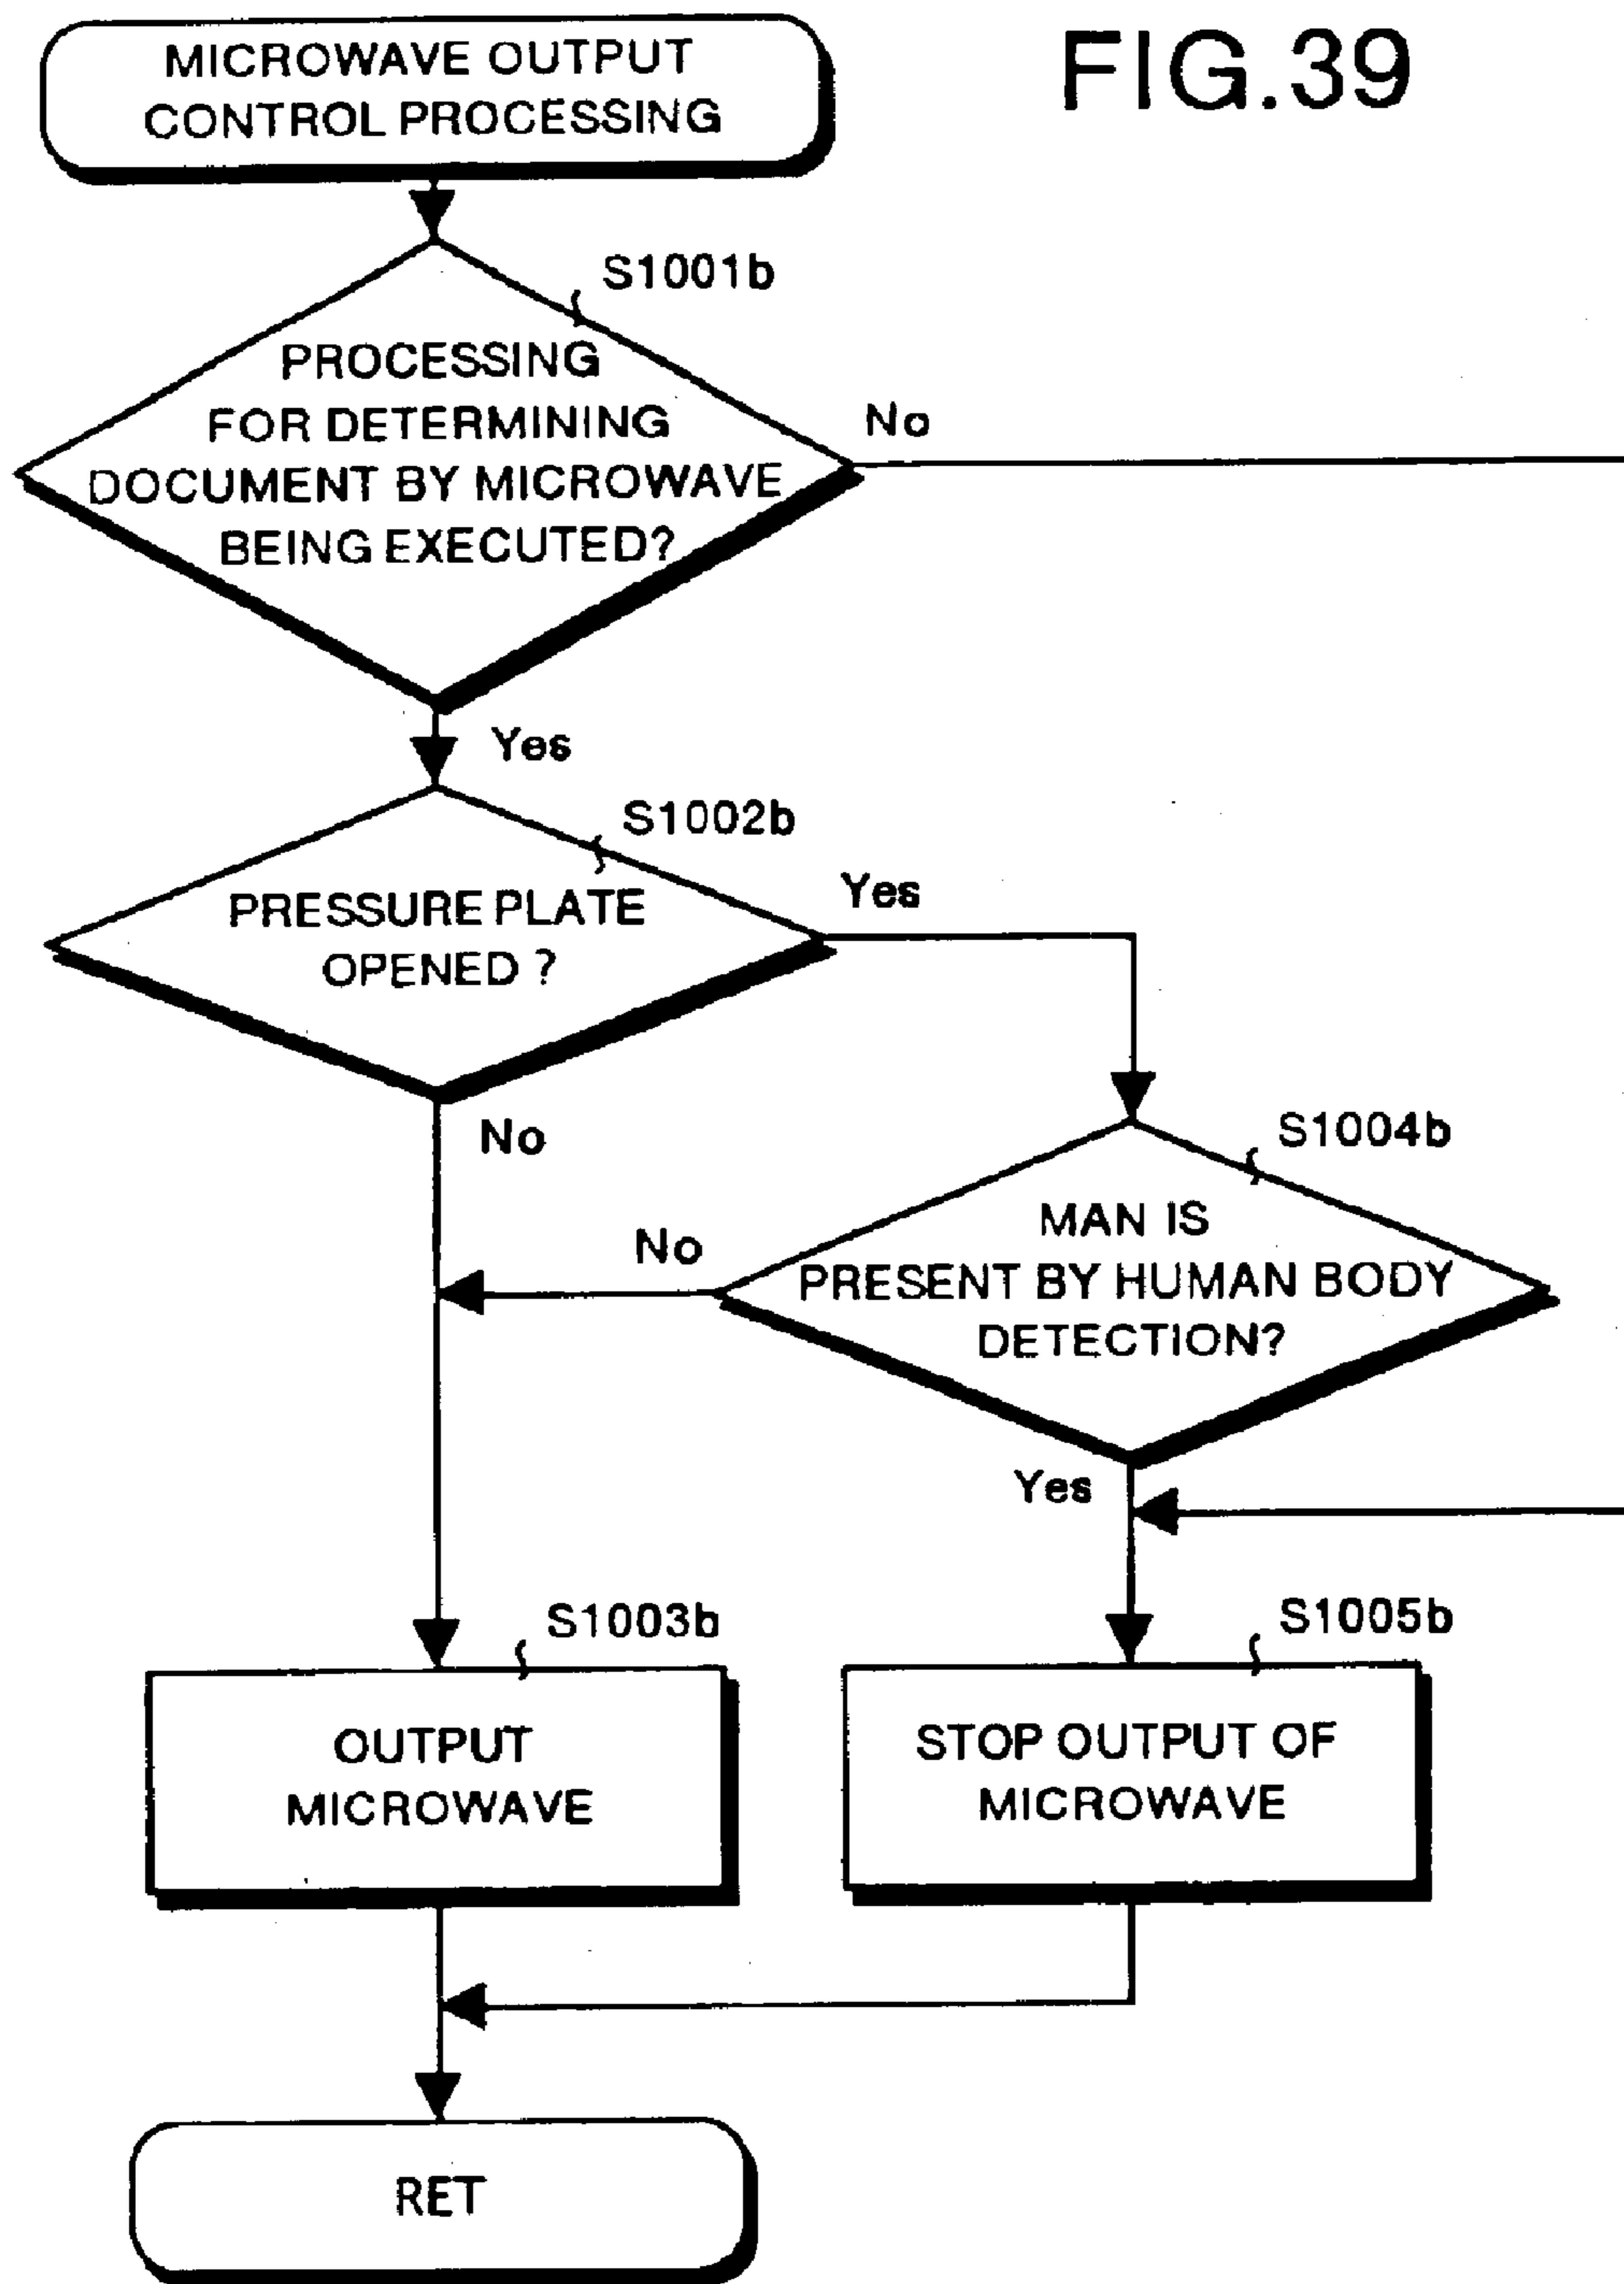 FIG.39
MICROWAVE OUTPUT
CONTROL PROCESSING
S1001b
PROCESSING
FOR DETERMINING
DOCUMENT BY MICROWAVE
BEING EXECUTED?
No
Yes
S1002b
PRESSURE PLATE
OPENED ?
Yes
No
S1004b
MAN IS
PRESENT BY HUMAN BODY
DETECTION?
No
Yes
S1003b
OUTPUT
MICROWAVE
S1005b
STOP OUTPUT OF
MICROWAVE
RET